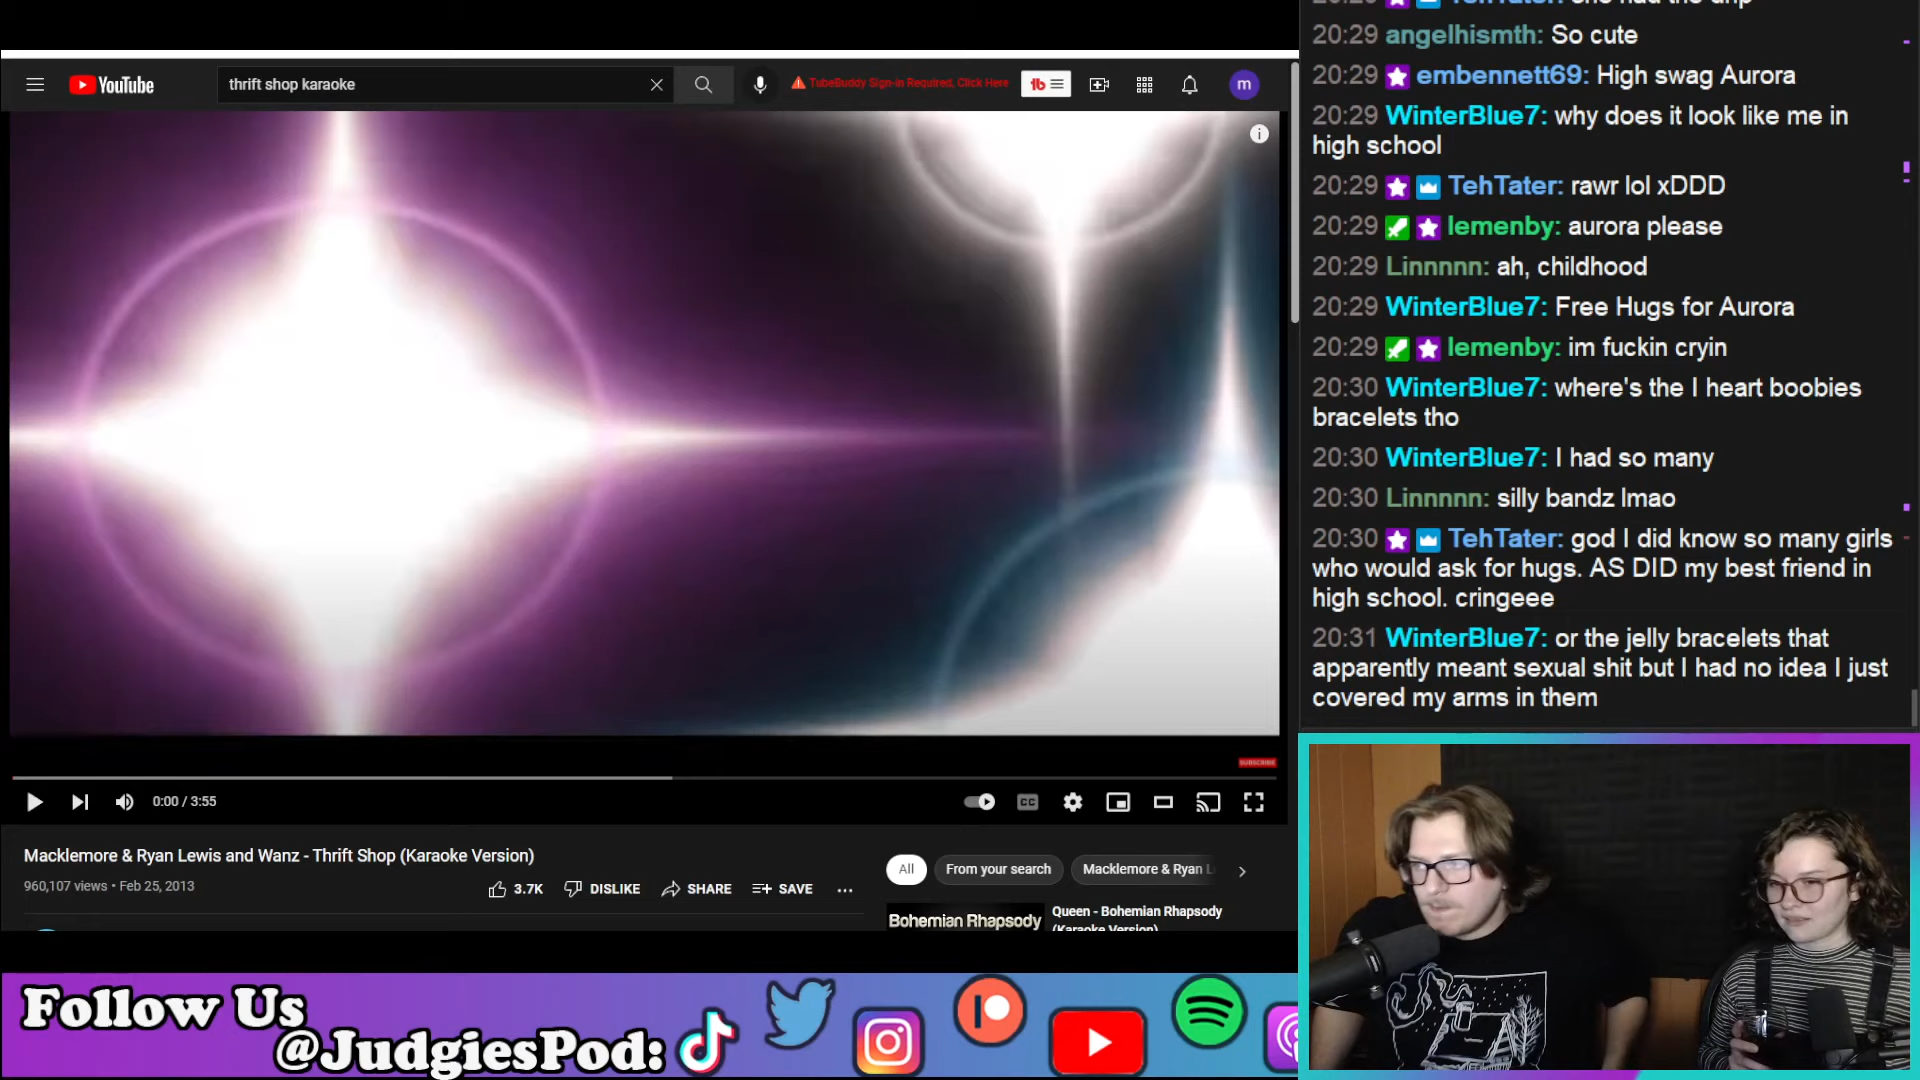 YouTube
thrift shop karaoke
TubeBuddy Sign-in Required, Click Here
tb
m
i
SUBSCRIBE
0:00 / 3:55
CC
Macklemore & Ryan Lewis and Wanz - Thrift Shop (Karaoke Version)
960,107 views • Feb 25, 2013
3.7K
DISLIKE
SHARE
SAVE
All
From your search
Macklemore & Ryan L
Bohemian Rhapsody
Queen - Bohemian Rhapsody
(Karaoke Version)
20:29 angelhismth: So cute
20:29 embennett69: High swag Aurora
20:29 WinterBlue7: why does it look like me in
high school
20:29 TehTater: rawr lol xDDD
20:29 lemenby: aurora please
20:29 Linnnnn: ah, childhood
20:29 WinterBlue7: Free Hugs for Aurora
20:29 lemenby: im fuckin cryin
20:30 WinterBlue7: where's the I heart boobies
bracelets tho
20:30 WinterBlue7: I had so many
20:30 Linnnnn: silly bandz lmao
20:30 TehTater: god I did know so many girls
who would ask for hugs. AS DID my best friend in
high school. cringeee
20:31 WinterBlue7: or the jelly bracelets that
apparently meant sexual shit but I had no idea I just
covered my arms in them
Follow Us
@JudgiesPod: